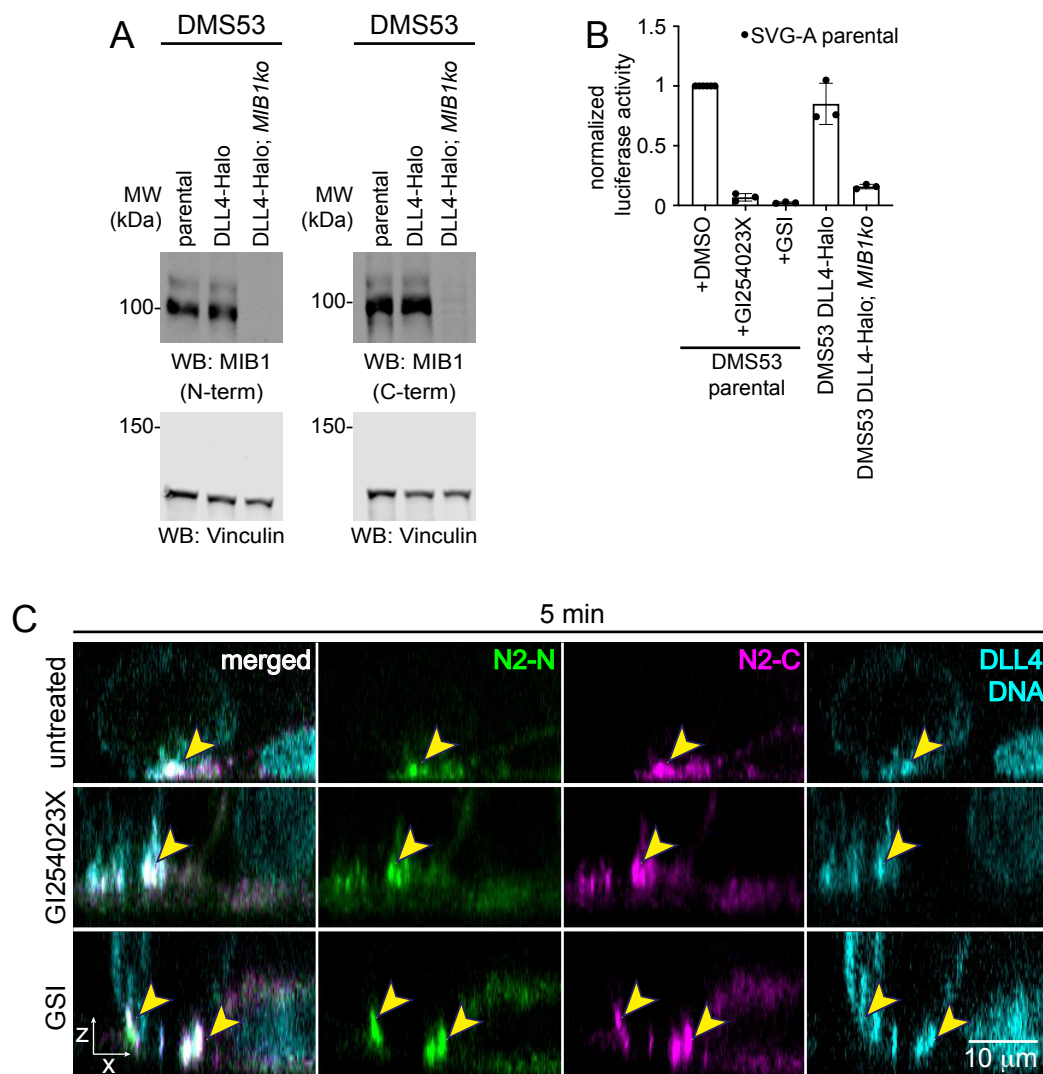 A
DMS53
DMS53
MW
(kDa)
parental
DLL4-Halo
DLL4-Halo; MIB1ko
MW
(kDa)
parental
DLL4-Halo
DLL4-Halo; MIB1ko
100-
100-
WB: MIB1
(N-term)
WB: MIB1
(C-term)
150-
150-
WB: Vinculin
WB: Vinculin
B
normalized
luciferase activity
1.5
1
0.5
0
SVG-A parental
+DMSO
+GI254023X
+GSI
DMS53 DLL4-Halo
DMS53 DLL4-Halo; MIB1ko
DMS53
parental
C
5 min
untreated
merged
N2-N
N2-C
DLL4
DNA
GI254023X
GSI
z
x
10 μm